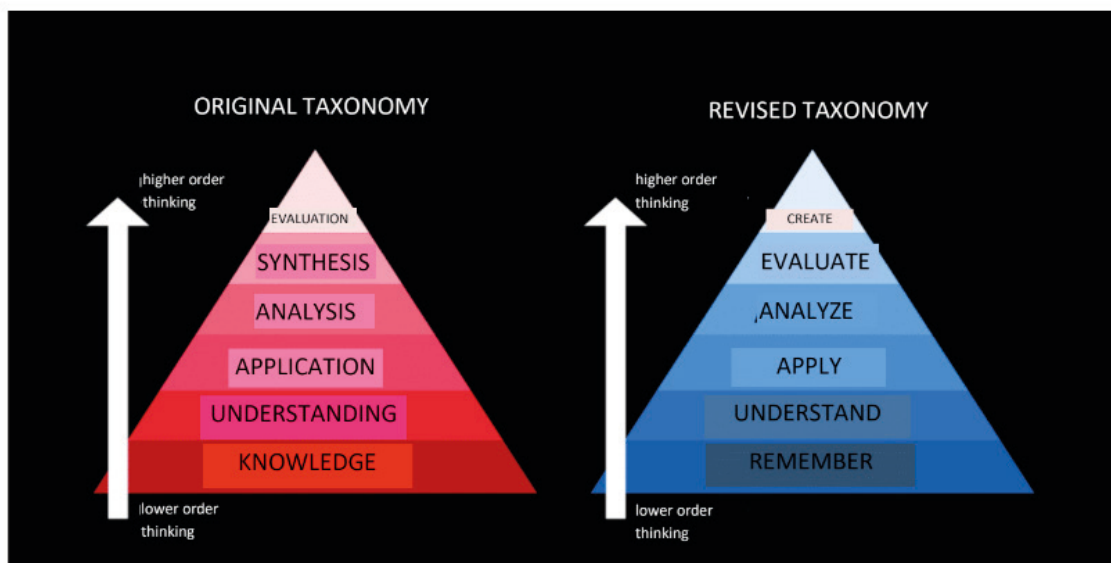 ORIGINAL TAXONOMY
higher order
thinking
EVALUATION
SYNTHESIS
ANALYSIS
APPLICATION
UNDERSTANDING
KNOWLEDGE
lower order
thinking
REVISED TAXONOMY
higher order
thinking
CREATE
EVALUATE
ANALYZE
APPLY
UNDERSTAND
REMEMBER
lower order
thinking